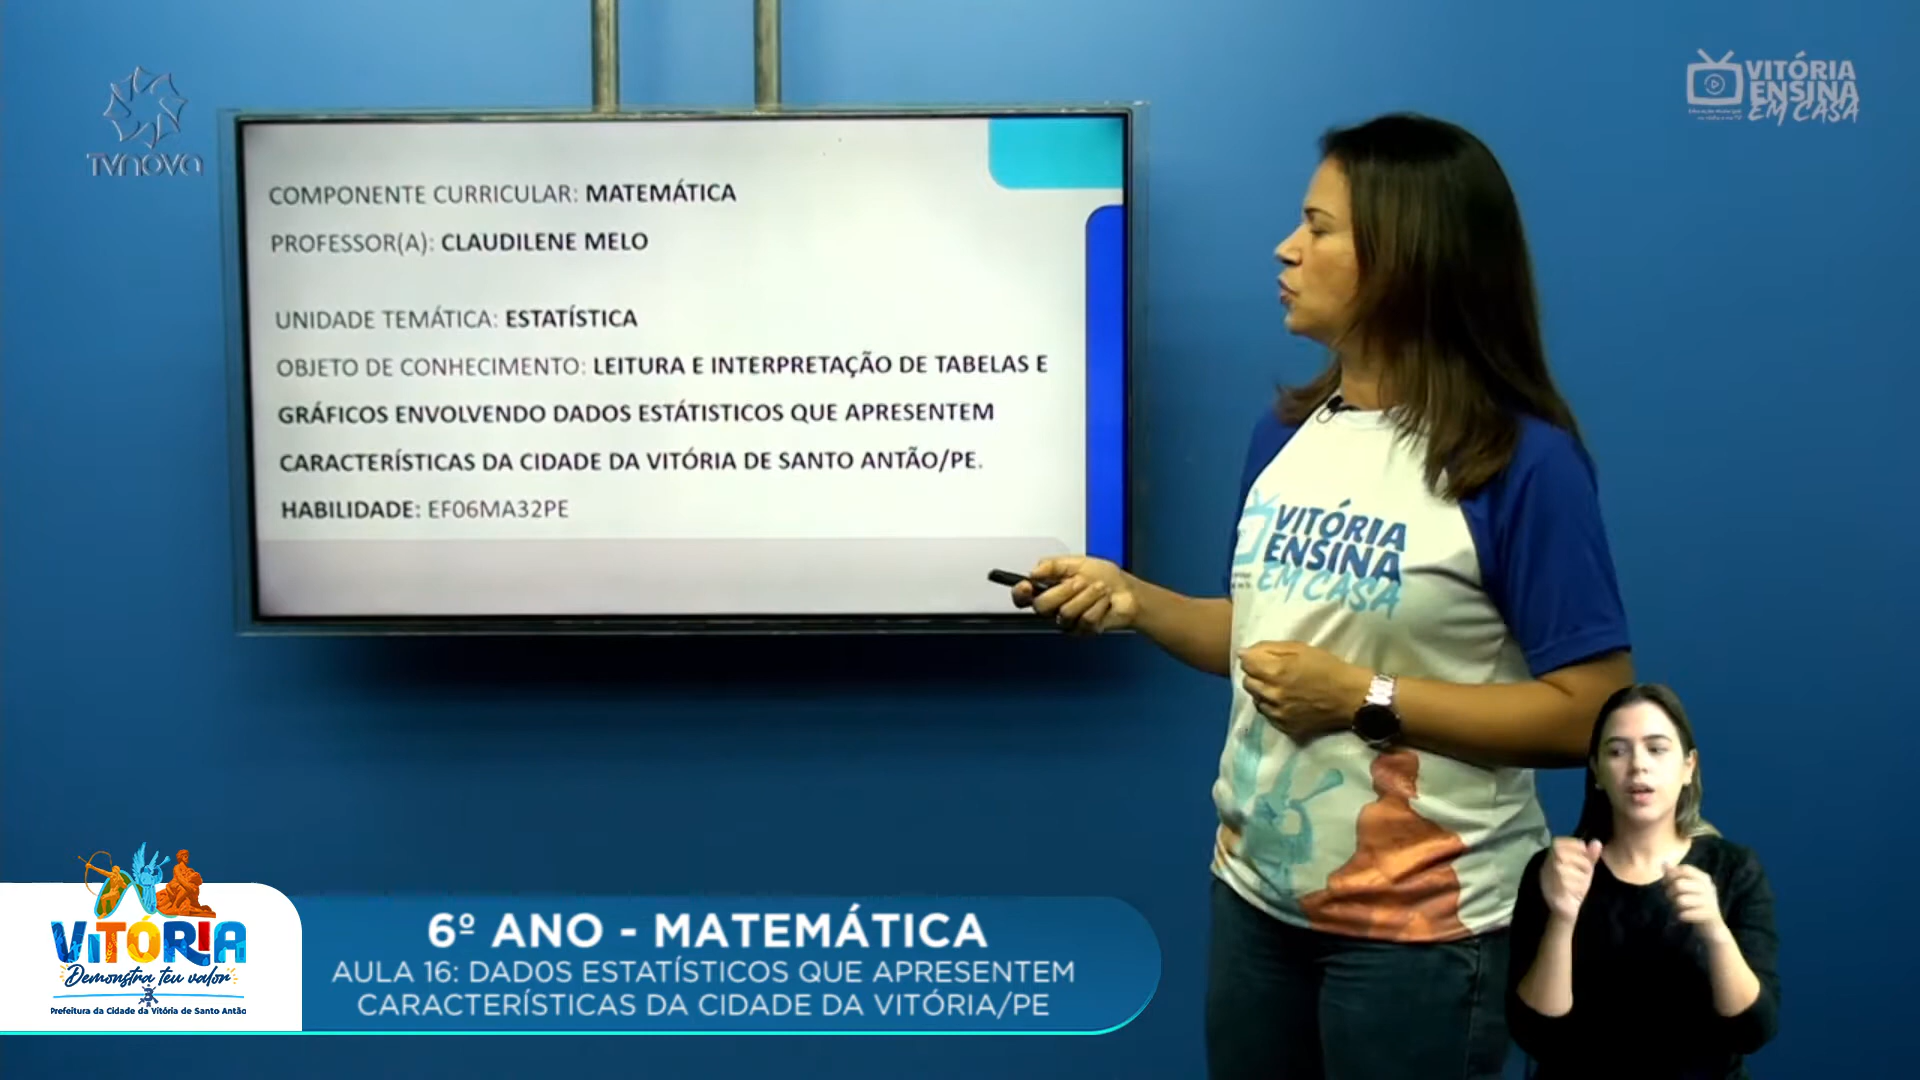 TVNOVA
VITÓRIA
ENSINA
EM CASA
COMPONENTE CURRICULAR: MATEMÁTICA
PROFESSOR(A): CLAUDILENE MELO
UNIDADE TEMÁTICA: ESTATÍSTICA
OBJETO DE CONHECIMENTO: LEITURA E INTERPRETAÇÃO DE TABELAS E
GRÁFICOS ENVOLVENDO DADOS ESTÁTISTICOS QUE APRESENTEM
CARACTERÍSTICAS DA CIDADE DA VITÓRIA DE SANTO ANTÃO/PE.
HABILIDADE: EF06MA32PE
VITÓRIA
ENSINA
EM CASA
VITÓRIA
Demonstra teu valor
Prefeitura da Cidade da Vitória de Santo Antão
6º ANO - MATEMÁTICA
AULA 16: DAD0S ESTATÍSTICOS QUE APRESENTEM
CARACTERÍSTICAS DA CIDADE DA VITÓRIA/PE